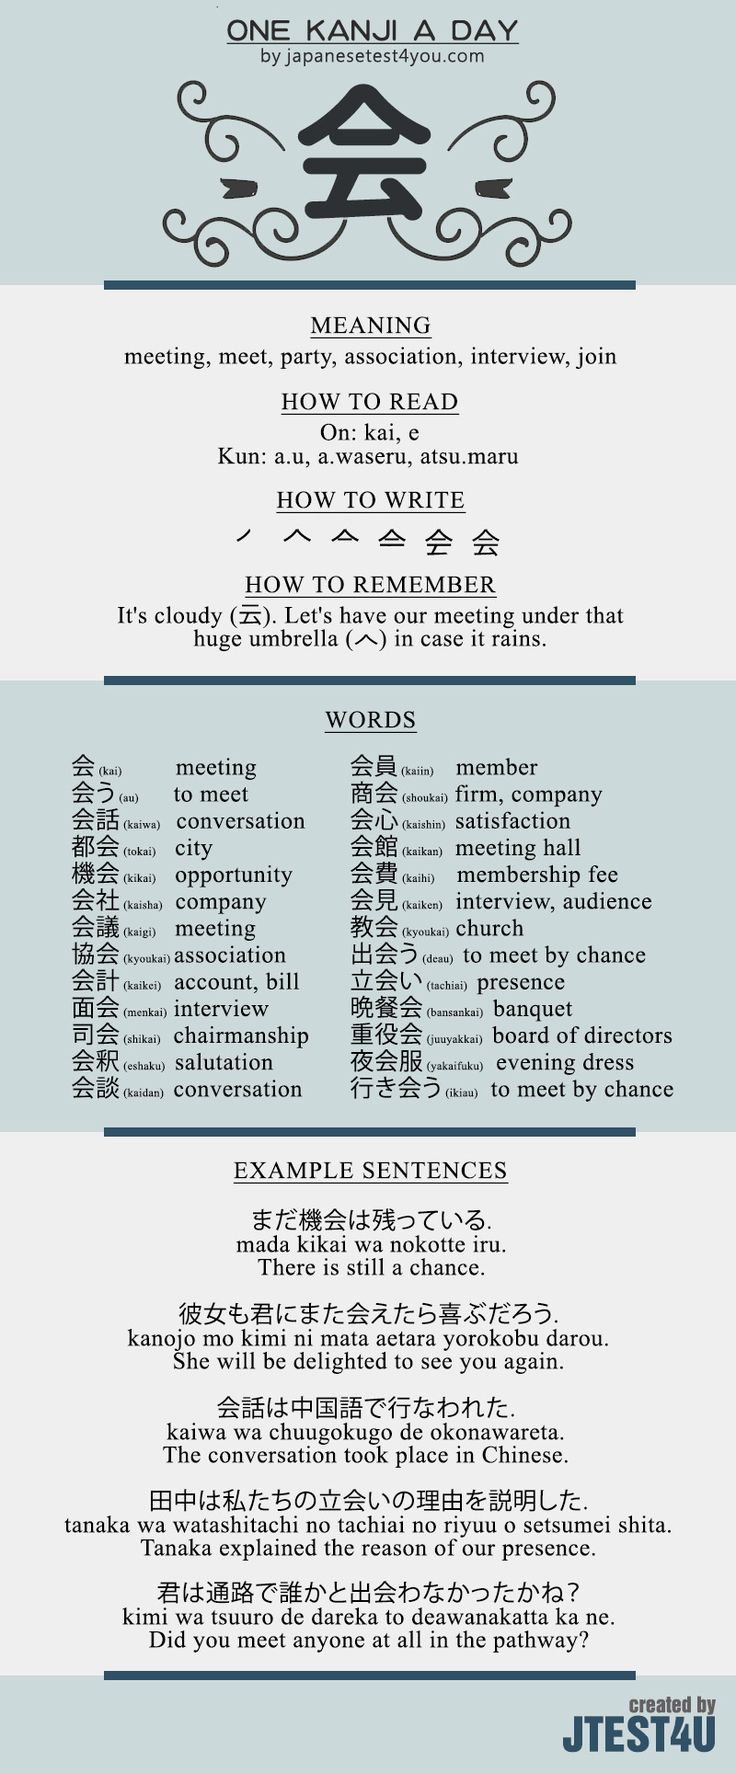 ONE KANJI A DAY
by japanesetest4you.com
会
MEANING
meeting, meet, party, association, interview, join
HOW TO READ
On: kai, e
Kun: a.u, a.waseru, atsu.maru
HOW TO WRITE
HOW TO REMEMBER
It's cloudy (云). Let's have our meeting under that
huge umbrella (𠆢) in case it rains.
WORDS
会 (kai) meeting
会う (au) to meet
会話 (kaiwa) conversation
都会 (tokai) city
機会 (kikai) opportunity
会社 (kaisha) company
会議 (kaigi) meeting
協会 (kyoukai) association
会計 (kaikei) account, bill
面会 (menkai) interview
司会 (shikai) chairmanship
会釈 (eshaku) salutation
会談 (kaidan) conversation
会員 (kaiin) member
商会 (shoukai) firm, company
会心 (kaishin) satisfaction
会館 (kaikan) meeting hall
会費 (kaihi) membership fee
会見 (kaiken) interview, audience
教会 (kyoukai) church
出会う (deau) to meet by chance
立会い (tachiai) presence
晩餐会 (bansankai) banquet
重役会 (juuyakkai) board of directors
夜会服 (yakaifuku) evening dress
行き会う (ikiau) to meet by chance
EXAMPLE SENTENCES
まだ機会は残っている.
mada kikai wa nokotte iru.
There is still a chance.
彼女も君にまた会えたら喜ぶだろう.
kanojo mo kimi ni mata aetara yorokobu darou.
She will be delighted to see you again.
会話は中国語で行なわれた.
kaiwa wa chuugokugo de okonawareta.
The conversation took place in Chinese.
田中は私たちの立会いの理由を説明した.
tanaka wa watashitachi no tachiai no riyuu o setsumei shita.
Tanaka explained the reason of our presence.
君は通路で誰かと出会わなかったかね?
kimi wa tsuuro de dareka to deawanakatta ka ne.
Did you meet anyone at all in the pathway?
created by
JTEST4U